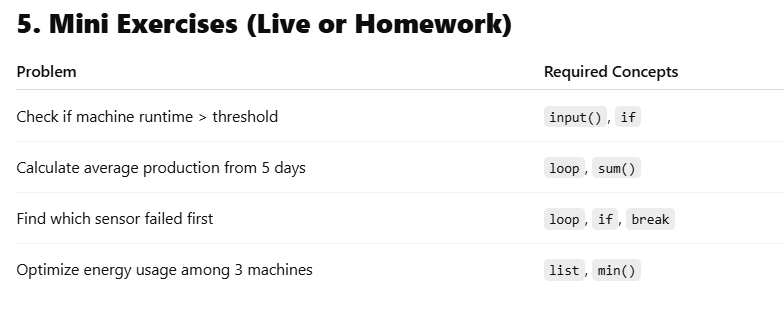 5. Mini Exercises (Live or Homework)
Problem Required Concepts
Check if machine runtime > threshold input(), if
Calculate average production from 5 days loop, sum()
Find which sensor failed first loop, if, break
Optimize energy usage among 3 machines list, min()